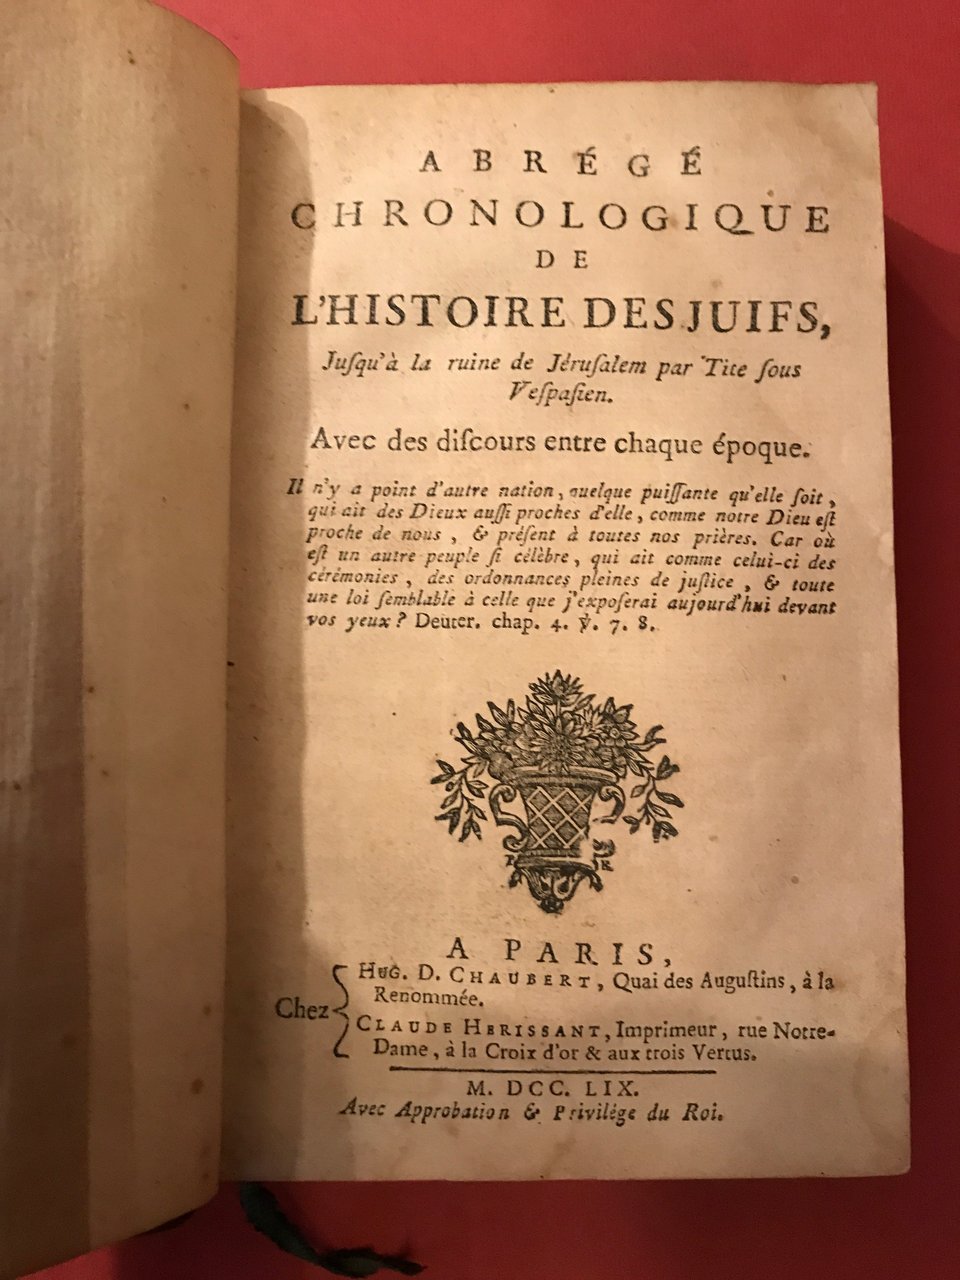 ABRÉGÉ
CHRONOLOGIQUE
DE
L'HISTOIRE DES JUIFS,
Juſqu'à la ruine de Jéruſalem par Tite ſous
Veſpaſien.
Avec des diſcours entre chaque époque.
Il n'y a point d'autre nation, quelque puiſſante qu'elle ſoit,
qui ait des Dieux auſſi proches d'elle, comme notre Dieu eſt
proche de nous, & préſent à toutes nos prières. Car où
eſt un autre peuple ſi célèbre, qui ait comme celui-ci des
cérémonies, des ordonnances pleines de juſtice, & toute
une loi ſemblable à celle que j'expoſerai aujourd'hui devant
vos yeux? Deuter. chap. 4. ℣. 7. 8.
P R
A PARIS,
Chez
HUG. D. CHAUBERT, Quai des Auguſtins, à la
Renommée.
CLAUDE HERISSANT, Imprimeur, rue Notre-
Dame, à la Croix d'or & aux trois Vertus.
M. DCC. LIX.
Avec Approbation & Privilége du Roi.